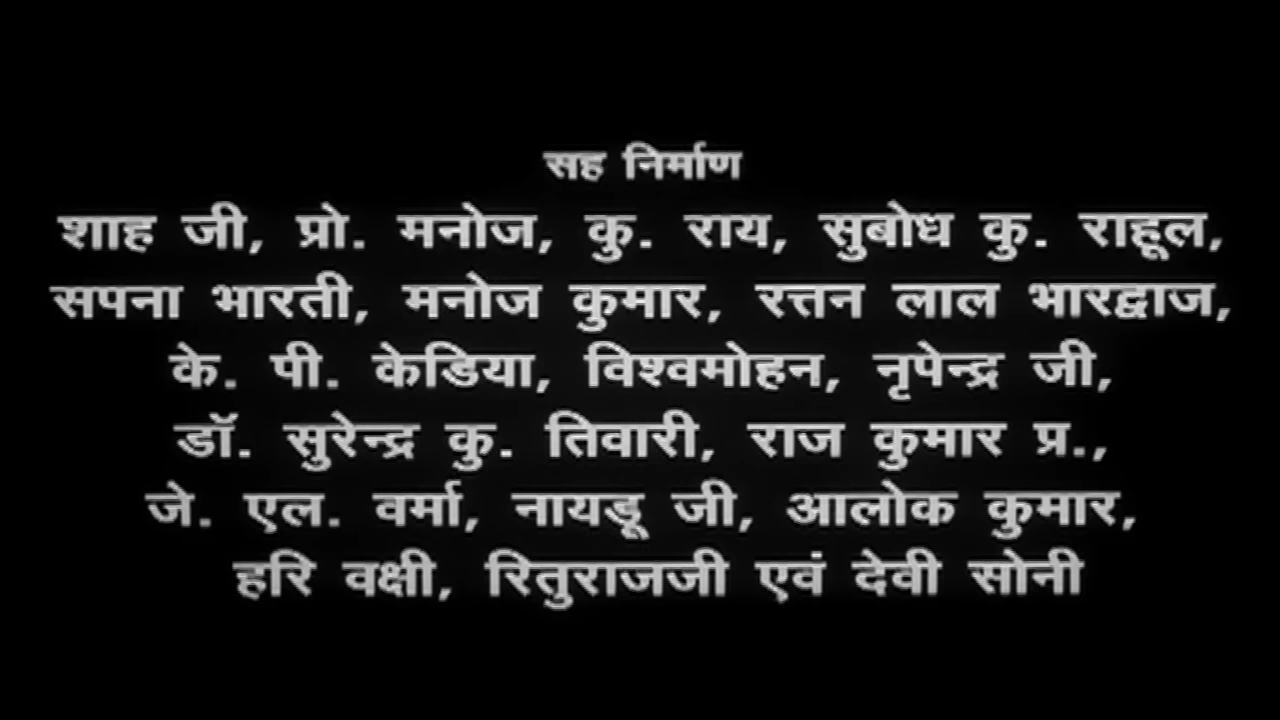 सह निर्माण
शाह जी, प्रो. मनोज, कु. राय, सुबोध कु. राहूल,
सपना भारती, मनोज कुमार, रत्तन लाल भारद्वाज,
के. पी. केडिया, विश्वमोहन, नृपेन्द्र जी,
डॉ. सुरेन्द्र कु. तिवारी, राज कुमार प्र.,
जे. एल. वर्मा, नायडू जी, आलोक कुमार,
हरि वक्षी, रितुराजजी एवं देवी सोनी